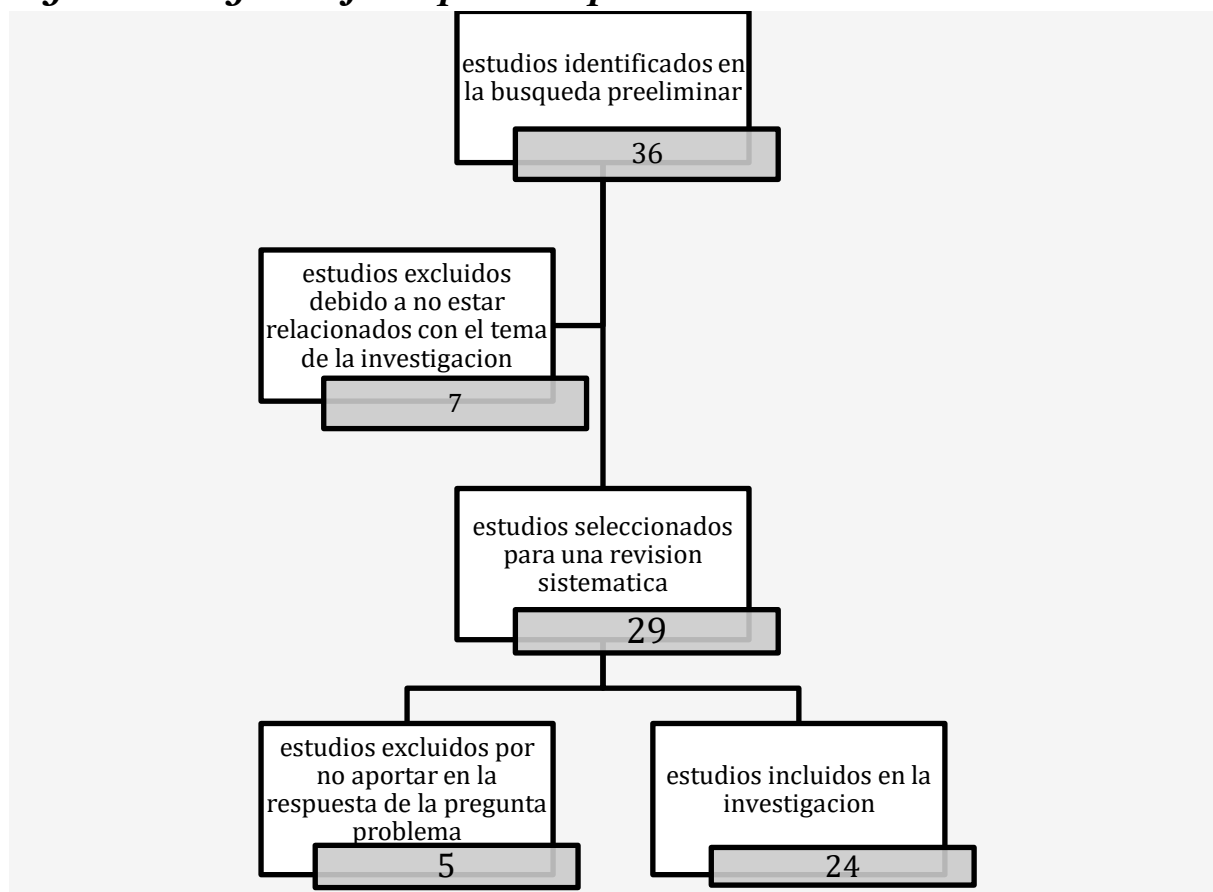 estudios identificados en
la busqueda preeliminar
36
estudios excluidos
debido a no estar
relacionados con el tema
de la investigacion
7
estudios seleccionados
para una revision
sistematica
29
estudios excluidos por
no aportar en la
respuesta de la pregunta
problema
5
estudios incluidos en la
investigacion
24